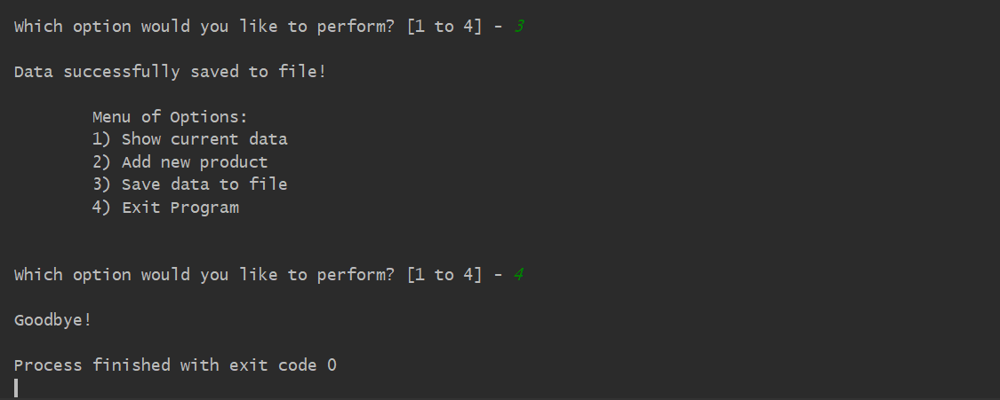 Which option would you like to perform? [1 to 4] - 3
Data successfully saved to file!
Menu of Options:
1) Show current data
2) Add new product
3) Save data to file
4) Exit Program
Which option would you like to perform? [1 to 4] - 4
Goodbye!
Process finished with exit code 0